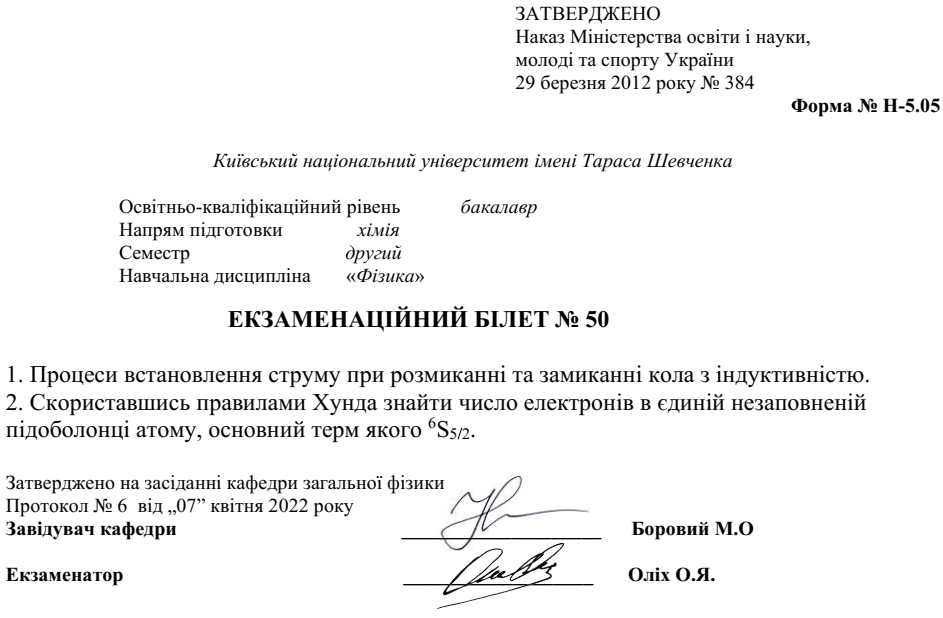 ЗАТВЕРДЖЕНО
Наказ Міністерства освіти і науки,
молоді та спорту України
29 березня 2012 року № 384
Форма № Н-5.05
Київський національний університет імені Тараса Шевченка
Освітньо-кваліфікаційний рівень бакалавр
Напрям підготовки хімія
Семестр другий
Навчальна дисципліна «Фізика»
ЕКЗАМЕНАЦІЙНИЙ БІЛЕТ № 50
1. Процеси встановлення струму при розмиканні та замиканні кола з індуктивністю.
2. Скориставшись правилами Хунда знайти число електронів в єдиній незаповненій
підоболонці атому, основний терм якого ⁶S₅/₂.
Затверджено на засіданні кафедри загальної фізики
Протокол № 6 від „07” квітня 2022 року
Завідувач кафедри Боровий М.О
Екзаменатор Оліх О.Я.